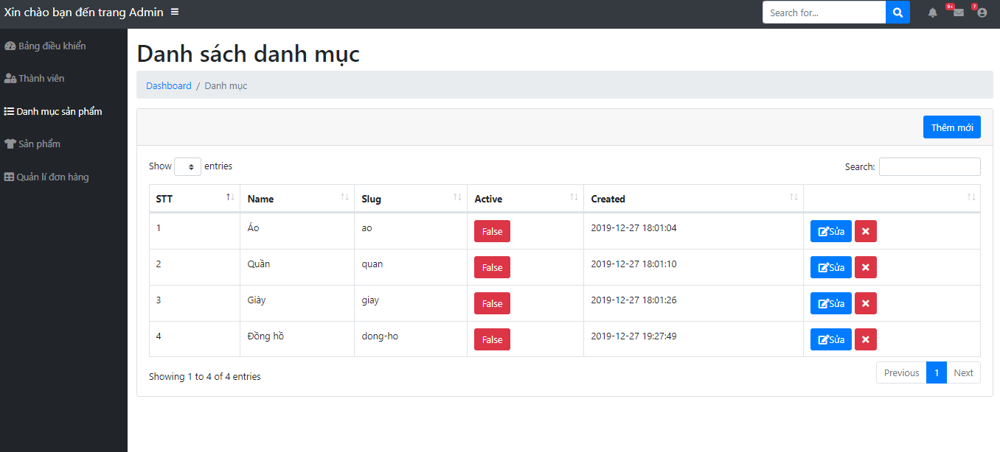 Xin chào bạn đến trang Admin
Search for...
9+
7
Bảng điều khiển
Thành viên
Danh mục sản phẩm
Sản phẩm
Quản lí đơn hàng
Danh sách danh mục
Dashboard / Danh mục
Thêm mới
Show entries
Search:
STT Name Slug Active Created
1 Áo ao False 2019-12-27 18:01:04 Sửa
2 Quần quan False 2019-12-27 18:01:10 Sửa
3 Giày giay False 2019-12-27 18:01:26 Sửa
4 Đồng hồ dong-ho False 2019-12-27 19:27:49 Sửa
Showing 1 to 4 of 4 entries
Previous 1 Next